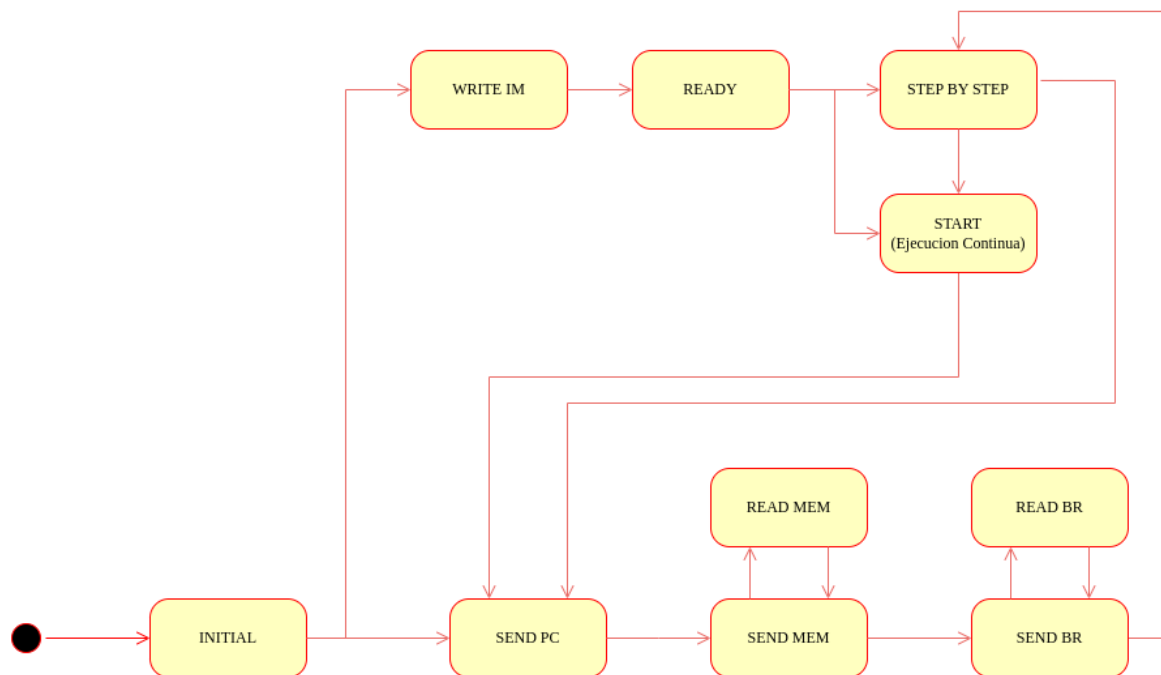 WRITE IM
READY
STEP BY STEP
START
(Ejecucion Continua)
READ MEM
READ BR
INITIAL
SEND PC
SEND MEM
SEND BR